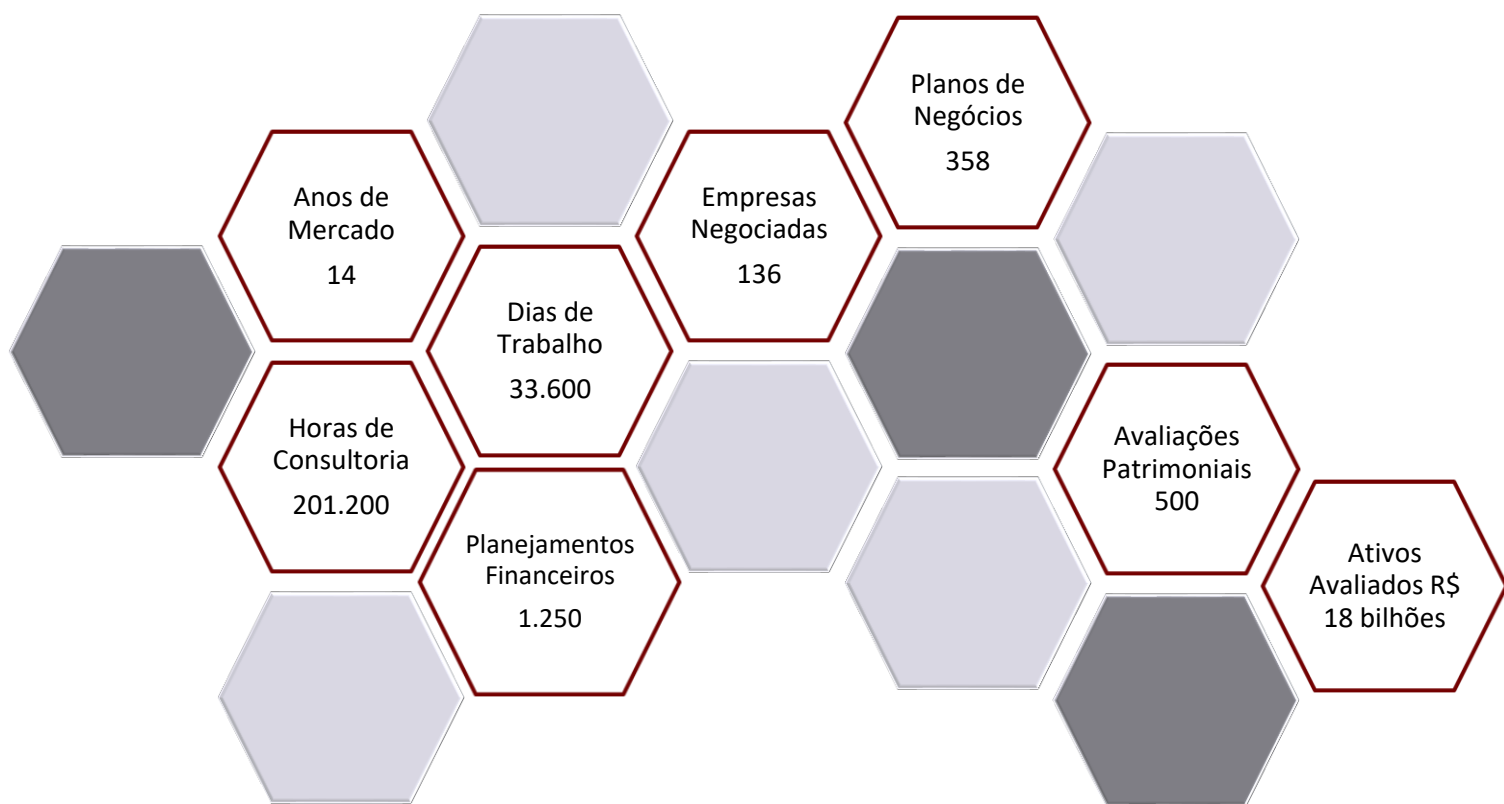 Anos de
Mercado
14
Horas de
Consultoria
201.200
Dias de
Trabalho
33.600
Planejamentos
Financeiros
1.250
Empresas
Negociadas
136
Planos de
Negócios
358
Avaliações
Patrimoniais
500
Ativos
Avaliados R$
18 bilhões